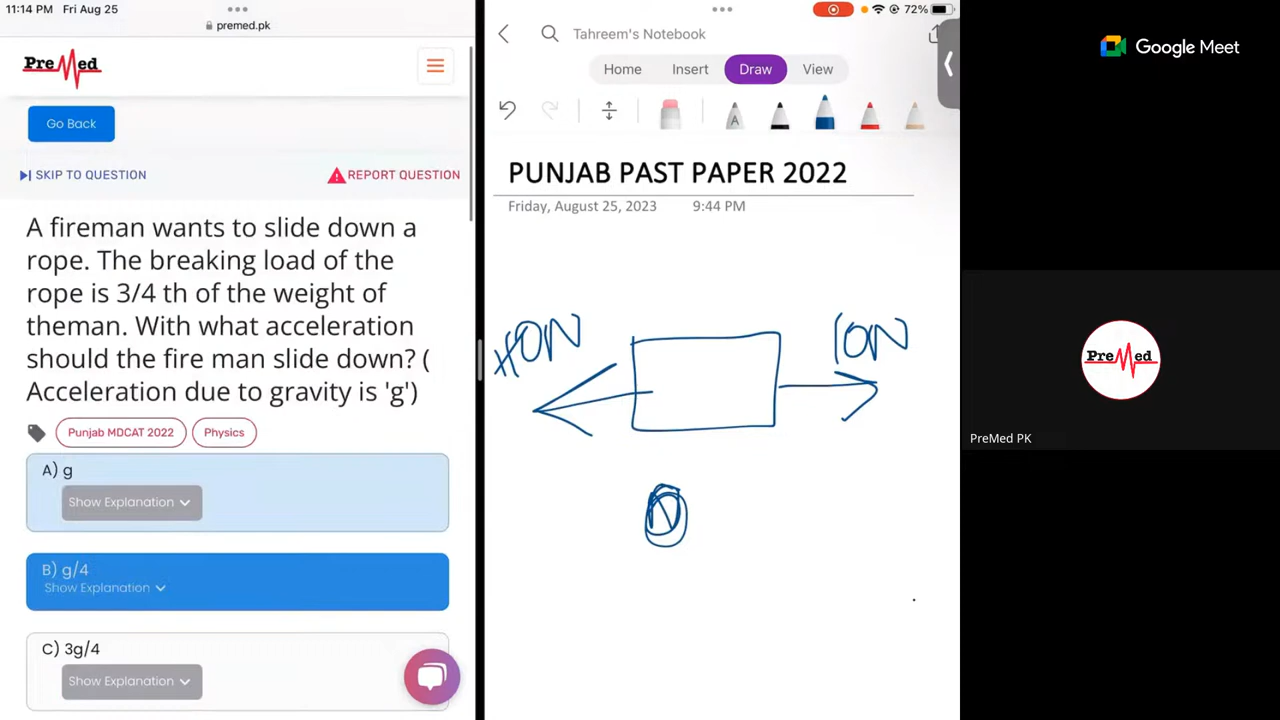 11:14 PM Fri Aug 25
premed.pk
72%
PreMed
Go Back
SKIP TO QUESTION
REPORT QUESTION
A fireman wants to slide down a
rope. The breaking load of the
rope is 3/4 th of the weight of
theman. With what acceleration
should the fire man slide down? (
Acceleration due to gravity is 'g')
Punjab MDCAT 2022
Physics
A) g
Show Explanation
B) g/4
Show Explanation
C) 3g/4
Show Explanation
Tahreem's Notebook
Home Insert Draw View
A
PUNJAB PAST PAPER 2022
Friday, August 25, 2023 9:44 PM
10N
Google Meet
PreMed
PreMed PK